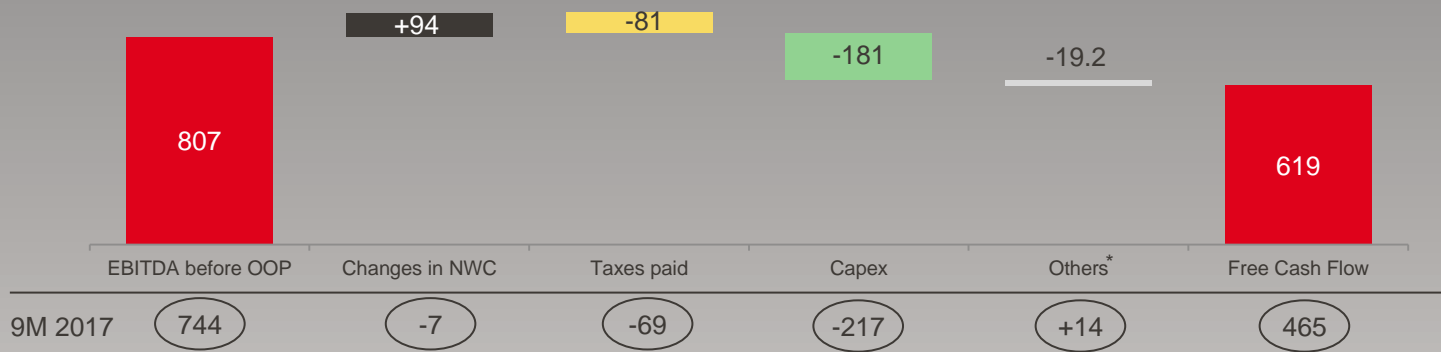 +94 -81
-181 -19.2
807
619
EBITDA before OOP Changes in NWC Taxes paid Capex Others* Free Cash Flow
9M 2017 744 -7 -69 -217 +14 465